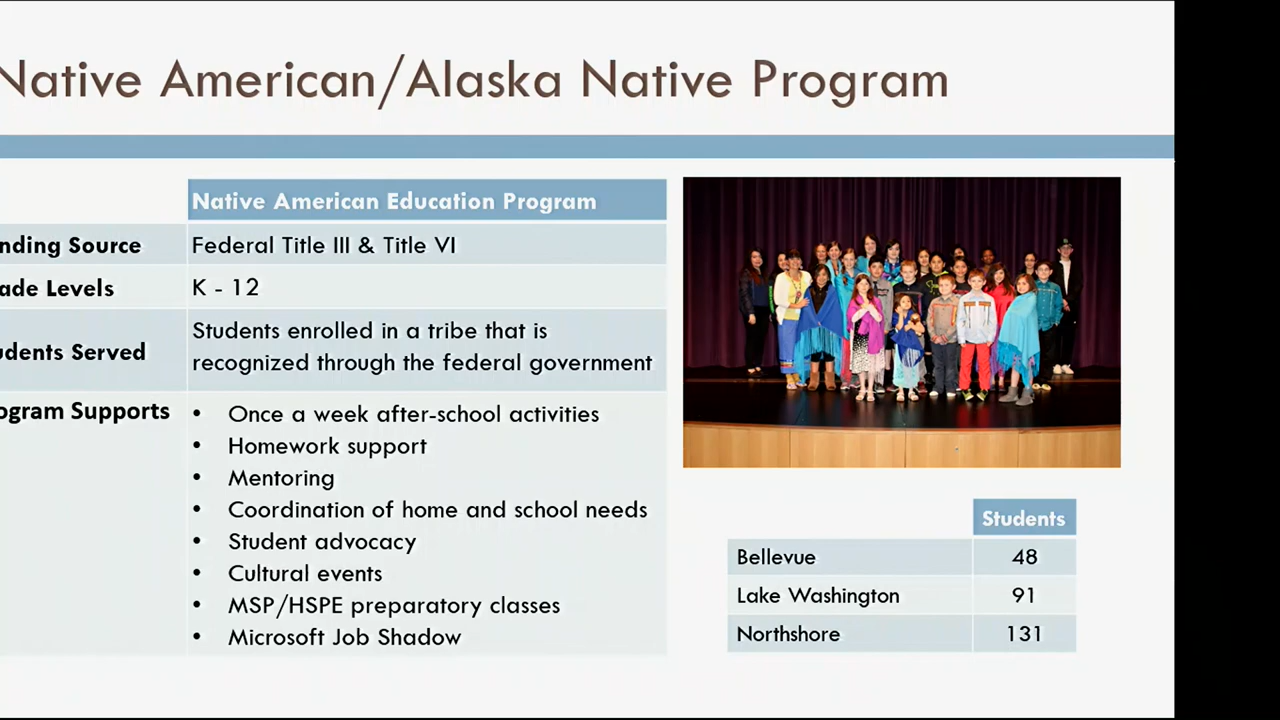 Native American/Alaska Native Program
Native American Education Program
nding Source Federal Title III & Title VI
ade Levels K - 12
Students enrolled in a tribe that is
udents Served
recognized through the federal government
ogram Supports • Once a week after-school activities
• Homework support
• Mentoring
• Coordination of home and school needs
• Student advocacy
• Cultural events
• MSP/HSPE preparatory classes
• Microsoft Job Shadow
Students
Bellevue 48
Lake Washington 91
Northshore 131